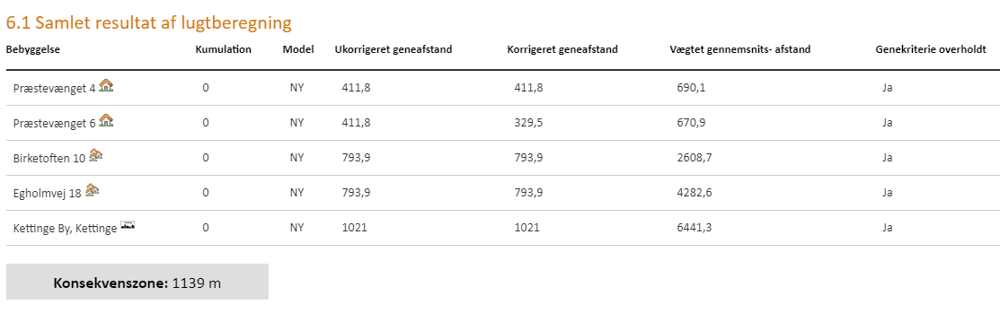 6.1 Samlet resultat af lugtberegning
Bebyggelse Kumulation Model Ukorrigeret geneafstand Korrigeret geneafstand Vægtet gennemsnits- afstand Genekriterie overholdt
Præstevænget 4 0 NY 411,8 411,8 690,1 Ja
Præstevænget 6 0 NY 411,8 329,5 670,9 Ja
Birketoften 10 0 NY 793,9 793,9 2608,7 Ja
Egholmvej 18 0 NY 793,9 793,9 4282,6 Ja
Kettinge By, Kettinge 0 NY 1021 1021 6441,3 Ja
Konsekvenszone: 1139 m